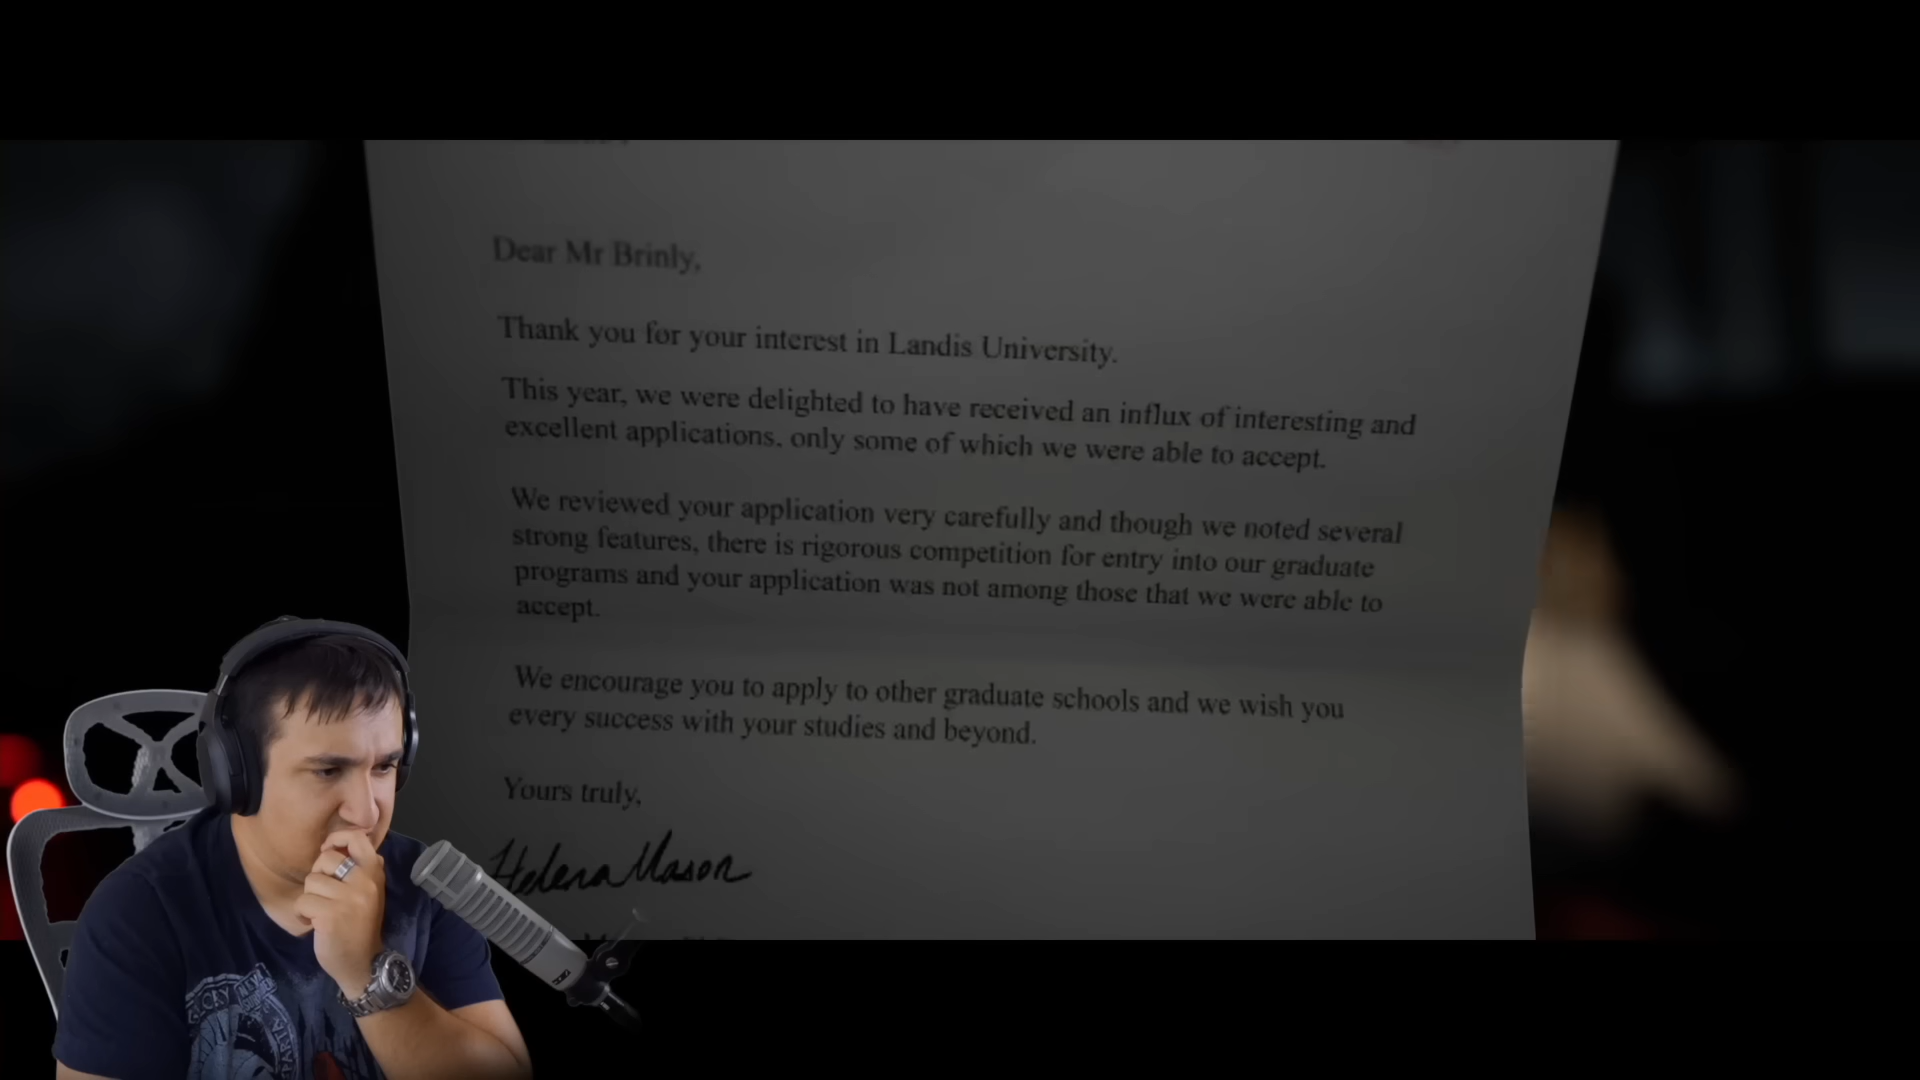 Dear Mr Brinly,
Thank you for your interest in Landis University.
This year, we were delighted to have received an influx of interesting and
excellent applications, only some of which we were able to accept.
We reviewed your application very carefully and though we noted several
strong features, there is rigorous competition for entry into our graduate
programs and your application was not among those that we were able to
accept.
We encourage you to apply to other graduate schools and we wish you
every success with your studies and beyond.
Yours truly,
Helena Mason